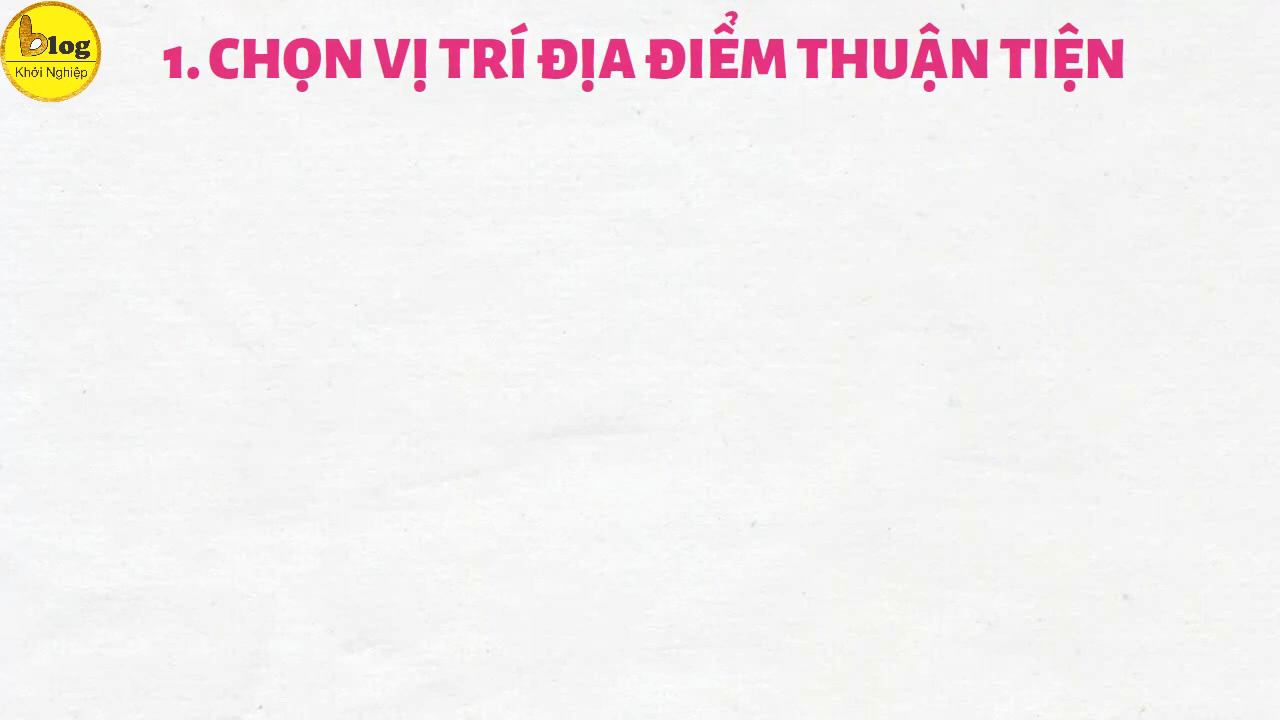 blog
Khởi Nghiệp
1. CHỌN VỊ TRÍ ĐỊA ĐIỂM THUẬN TIỆN